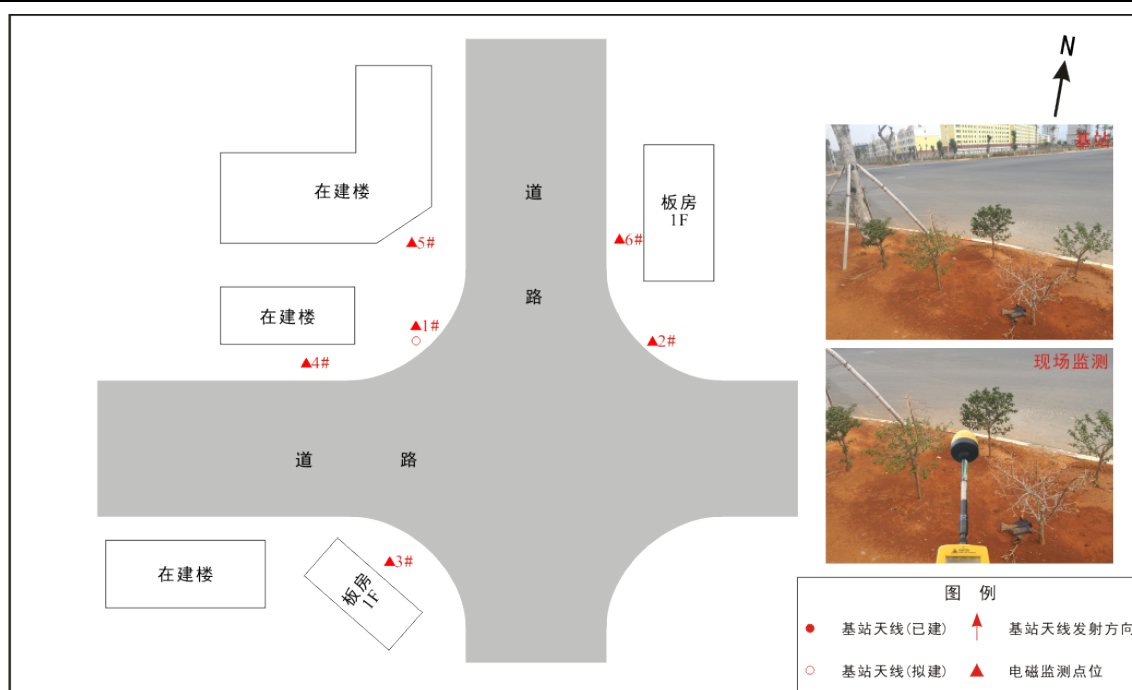 N
基站
在建楼
道
板房
1F
▲5#
▲6#
路
在建楼
▲1#
▲2#
▲4#
现场监测
道 路
▲3#
在建楼
板房
1F
图 例
基站天线(已建)
基站天线发射方向
基站天线(拟建)
电磁监测点位